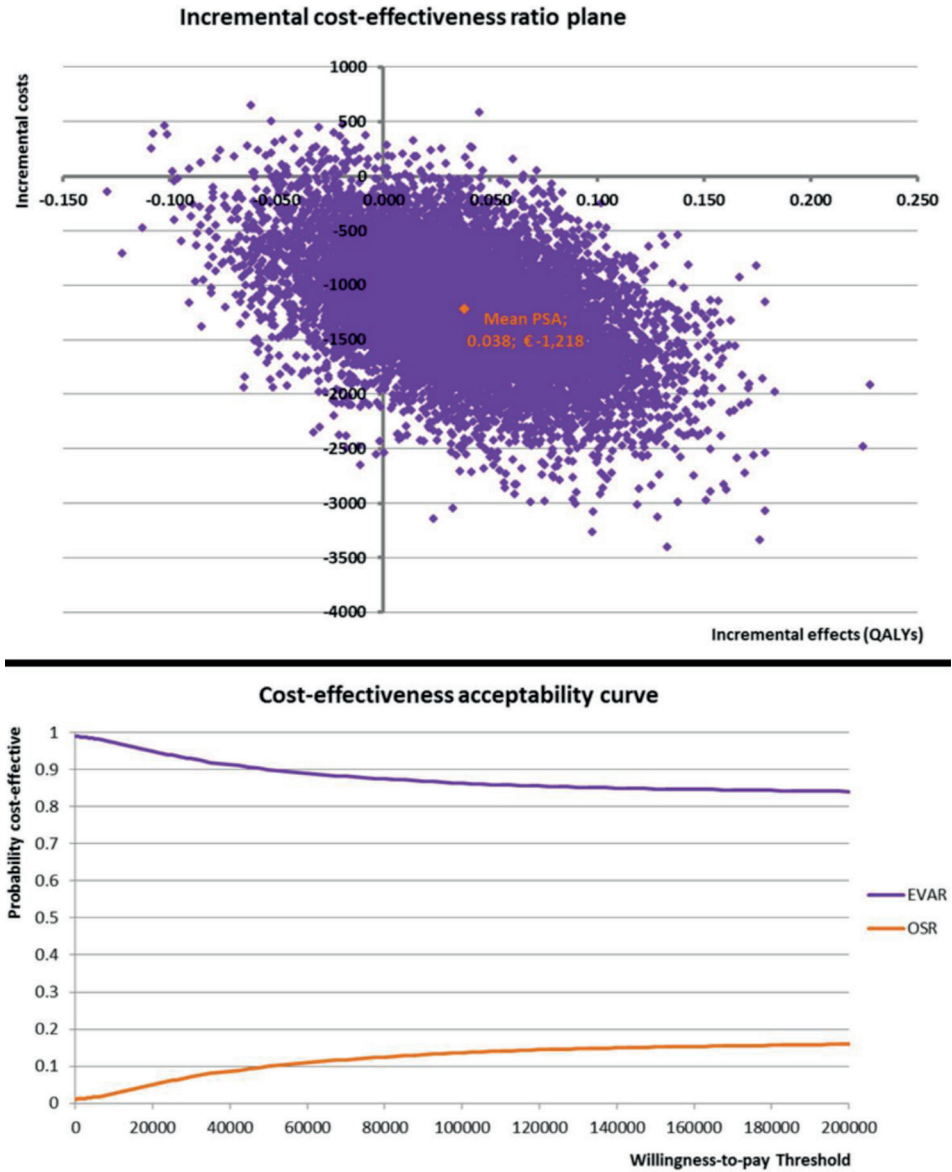 Incremental cost-effectiveness ratio plane
Incremental costs
1000
500
0
-0.150 -0.100 -0.050 0.000 0.050 0.100 0.150 0.200 0.250
-500
-1000
Mean PSA;
0.038; € -1,218
-1500
-2000
-2500
-3000
-3500
-4000
Incremental effects (QALYs)
Cost-effectiveness acceptability curve
Probability cost-effective
1
0.9
0.8
0.7
0.6
0.5
0.4
0.3
0.2
0.1
0
EVAR
OSR
0 20000 40000 60000 80000 100000 120000 140000 160000 180000 200000
Willingness-to-pay Threshold